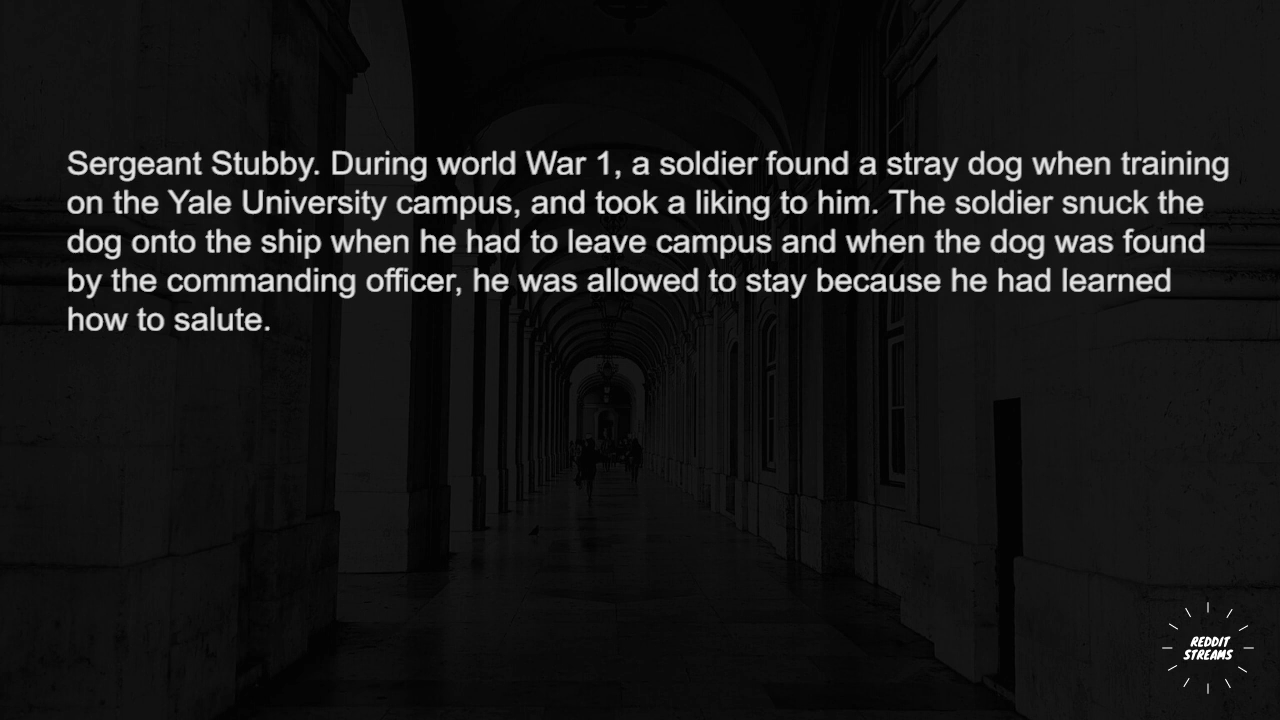 Sergeant Stubby. During world War 1, a soldier found a stray dog when training
on the Yale University campus, and took a liking to him. The soldier snuck the
dog onto the ship when he had to leave campus and when the dog was found
by the commanding officer, he was allowed to stay because he had learned
how to salute.
REDDIT
STREAMS